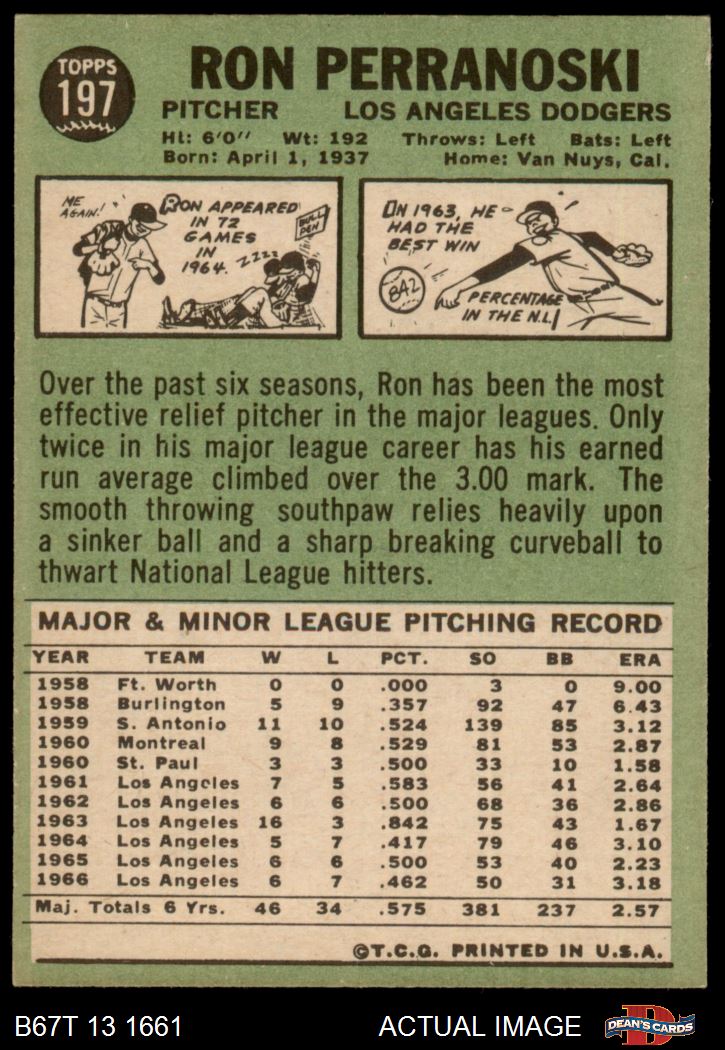 TOPPS
197
RON PERRANOSKI
PITCHER LOS ANGELES DODGERS
Ht: 6'0" Wt: 192 Throws: Left Bats: Left
Born: April 1, 1937 Home: Van Nuys, Cal.
ME AGAIN!
RON APPEARED
IN 72
GAMES
IN
1964.
ZZZZ
BULL PEN
IN 1963, HE
HAD THE
BEST WIN
842
PERCENTAGE
IN THE N.L.
Over the past six seasons, Ron has been the most
effective relief pitcher in the major leagues. Only
twice in his major league career has his earned
run average climbed over the 3.00 mark. The
smooth throwing southpaw relies heavily upon
a sinker ball and a sharp breaking curveball to
thwart National League hitters.
MAJOR & MINOR LEAGUE PITCHING RECORD
YEAR TEAM W L PCT. SO BB ERA
1958 Ft. Worth 0 0 .000 3 0 9.00
1958 Burlington 5 9 .357 92 47 6.43
1959 S. Antonio 11 10 .524 139 85 3.12
1960 Montreal 9 8 .529 81 53 2.87
1960 St. Paul 3 3 .500 33 10 1.58
1961 Los Angeles 7 5 .583 56 41 2.64
1962 Los Angeles 6 6 .500 68 36 2.86
1963 Los Angeles 16 3 .842 75 43 1.67
1964 Los Angeles 5 7 .417 79 46 3.10
1965 Los Angeles 6 6 .500 53 40 2.23
1966 Los Angeles 6 7 .462 50 31 3.18
Maj. Totals 6 Yrs. 46 34 .575 381 237 2.57
©T.C.G. PRINTED IN U.S.A.
B67T 13 1661 ACTUAL IMAGE
D
DEAN'S CARDS